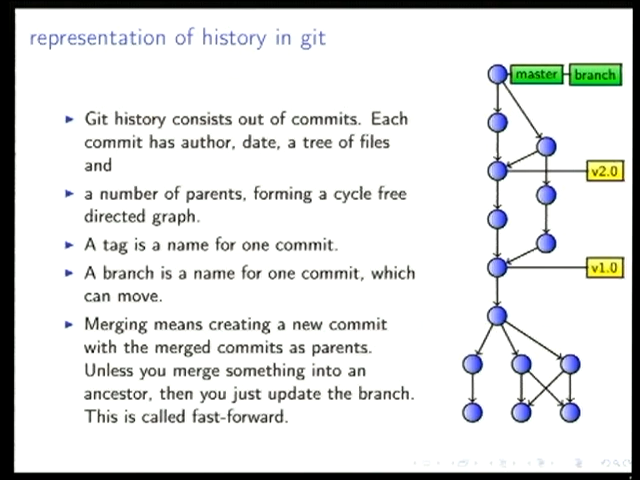 representation of history in git
master
branch
Git history consists out of commits. Each
commit has author, date, a tree of files
and
v2.0
a number of parents, forming a cycle free
directed graph.
A tag is a name for one commit.
v1.0
A branch is a name for one commit, which
can move.
Merging means creating a new commit
with the merged commits as parents.
Unless you merge something into an
ancestor, then you just update the branch.
This is called fast-forward.